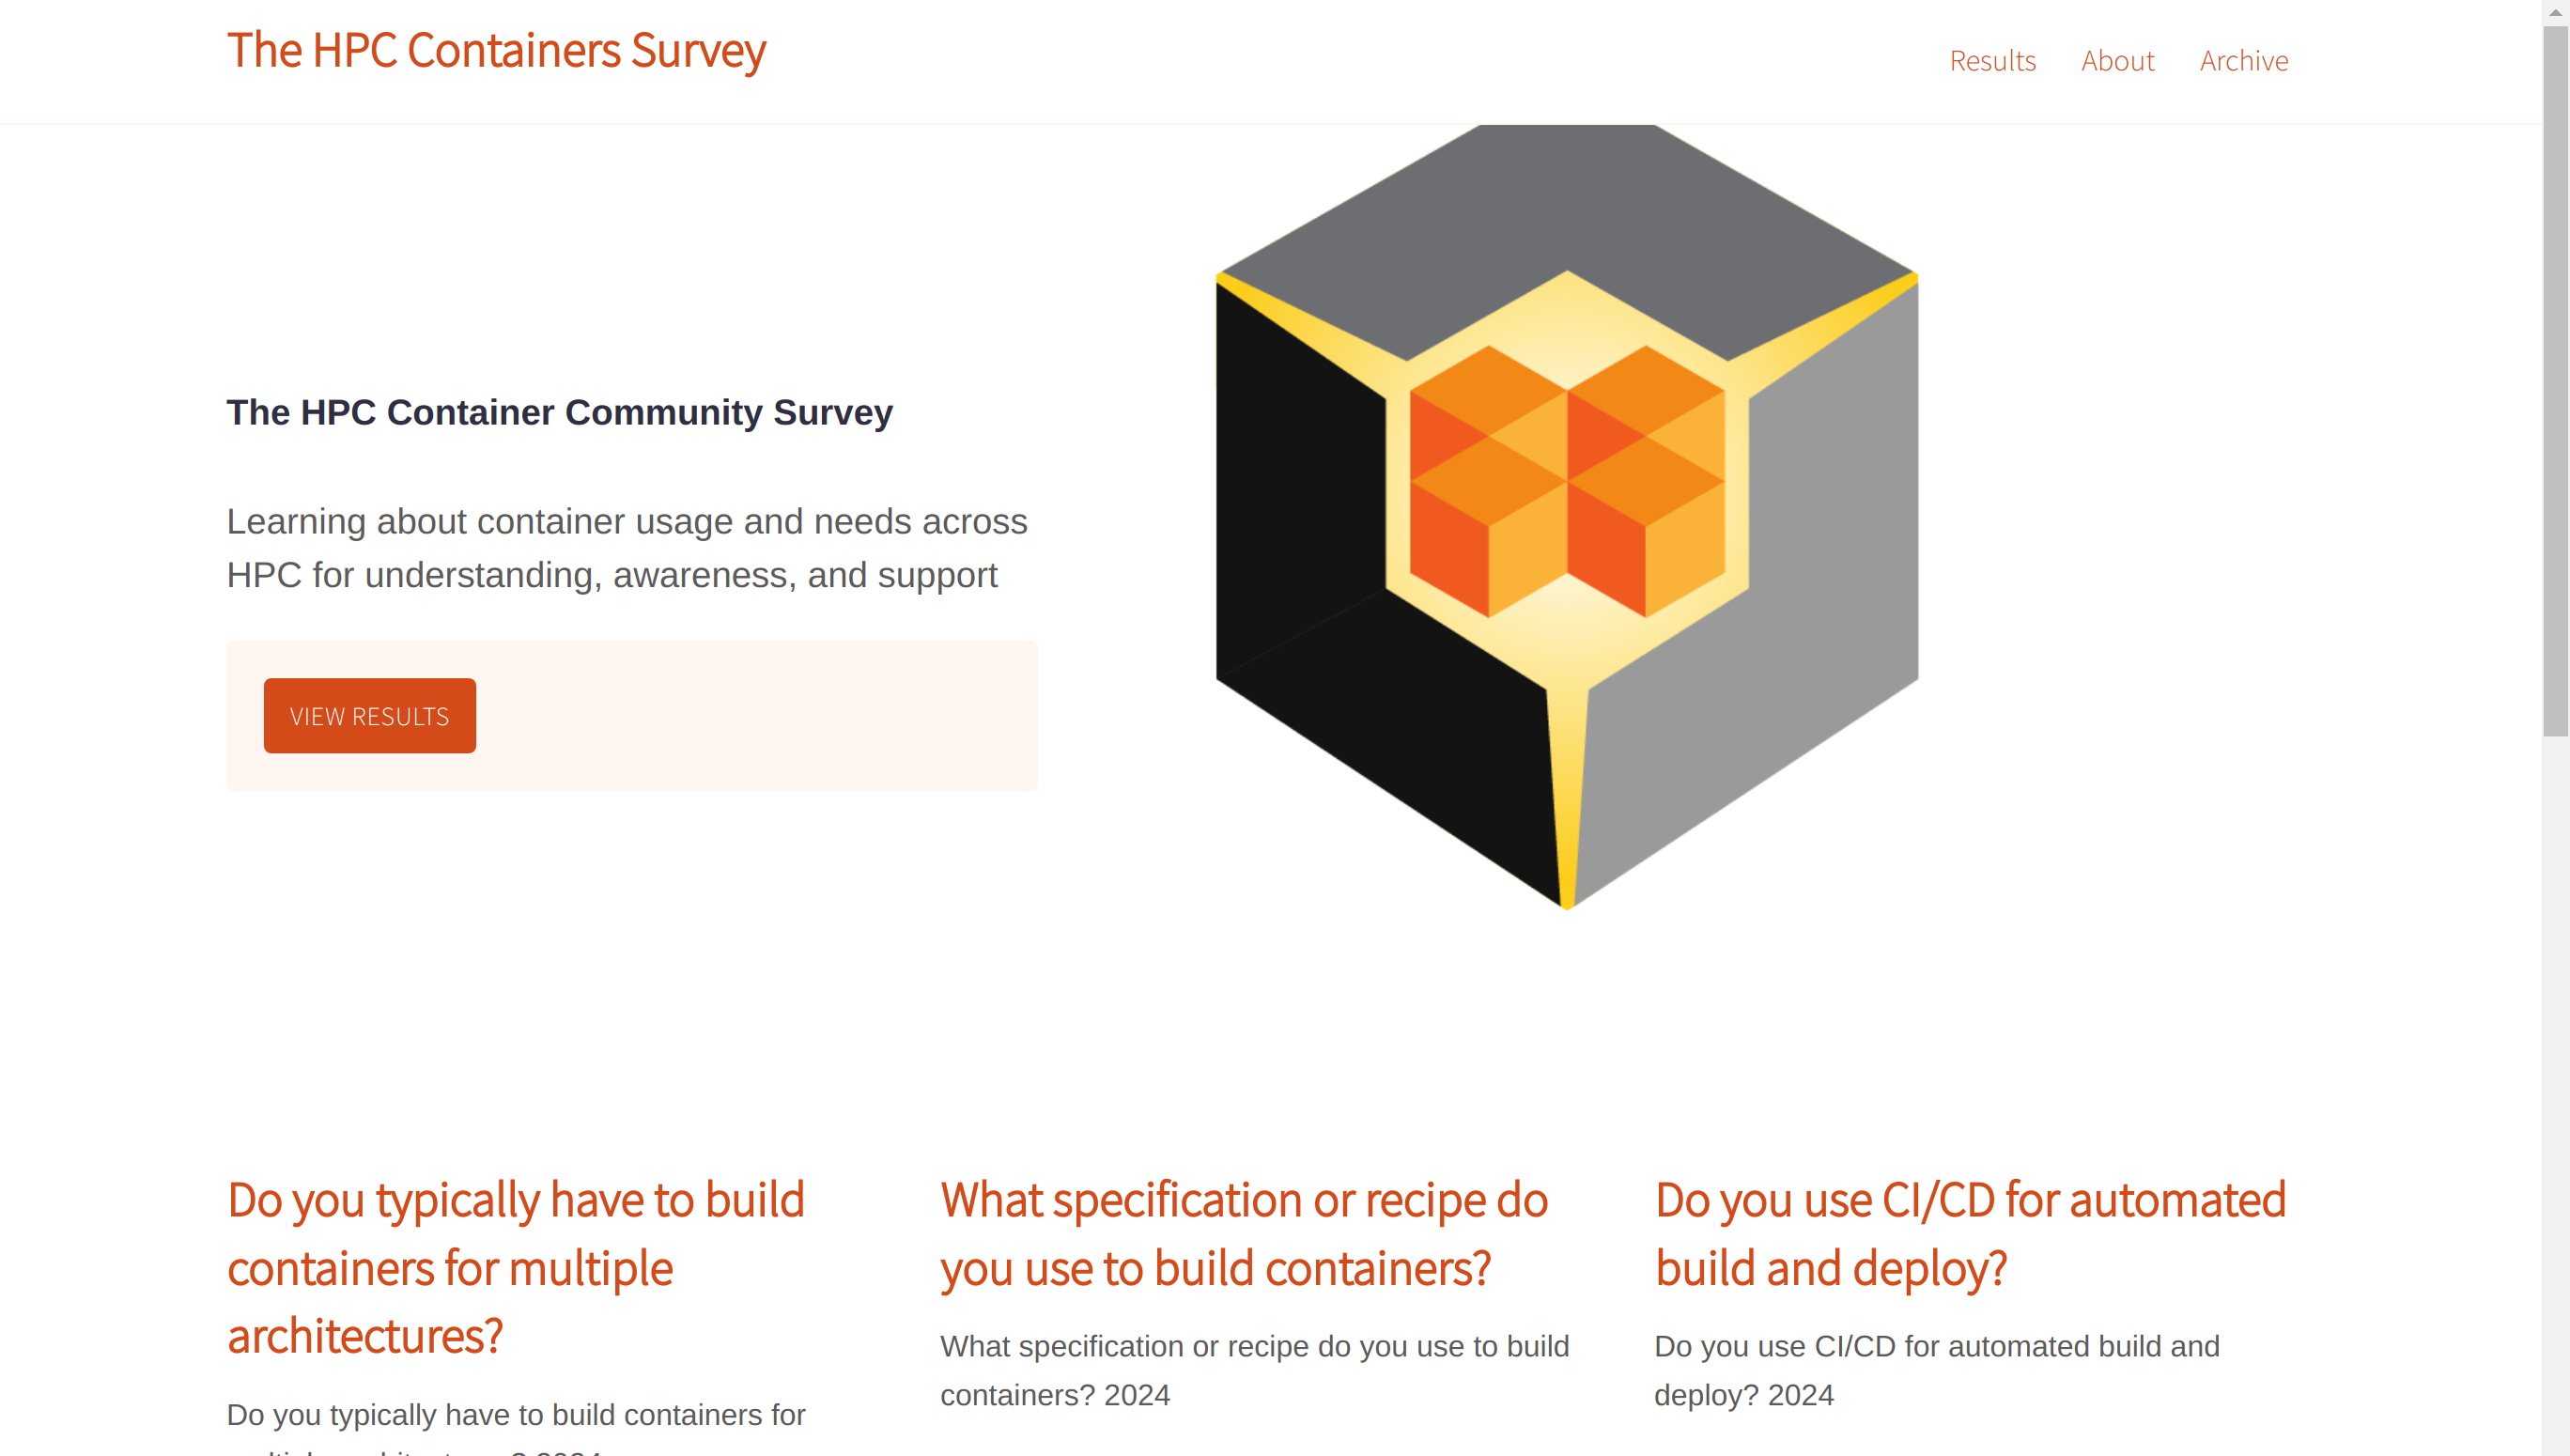 The HPC Containers Survey
Results About Archive
The HPC Container Community Survey
Learning about container usage and needs across
HPC for understanding, awareness, and support
VIEW RESULTS
Do you typically have to build
containers for multiple
architectures?
Do you typically have to build containers for
What specification or recipe do
you use to build containers?
What specification or recipe do you use to build
containers? 2024
Do you use CI/CD for automated
build and deploy?
Do you use CI/CD for automated build and
deploy? 2024